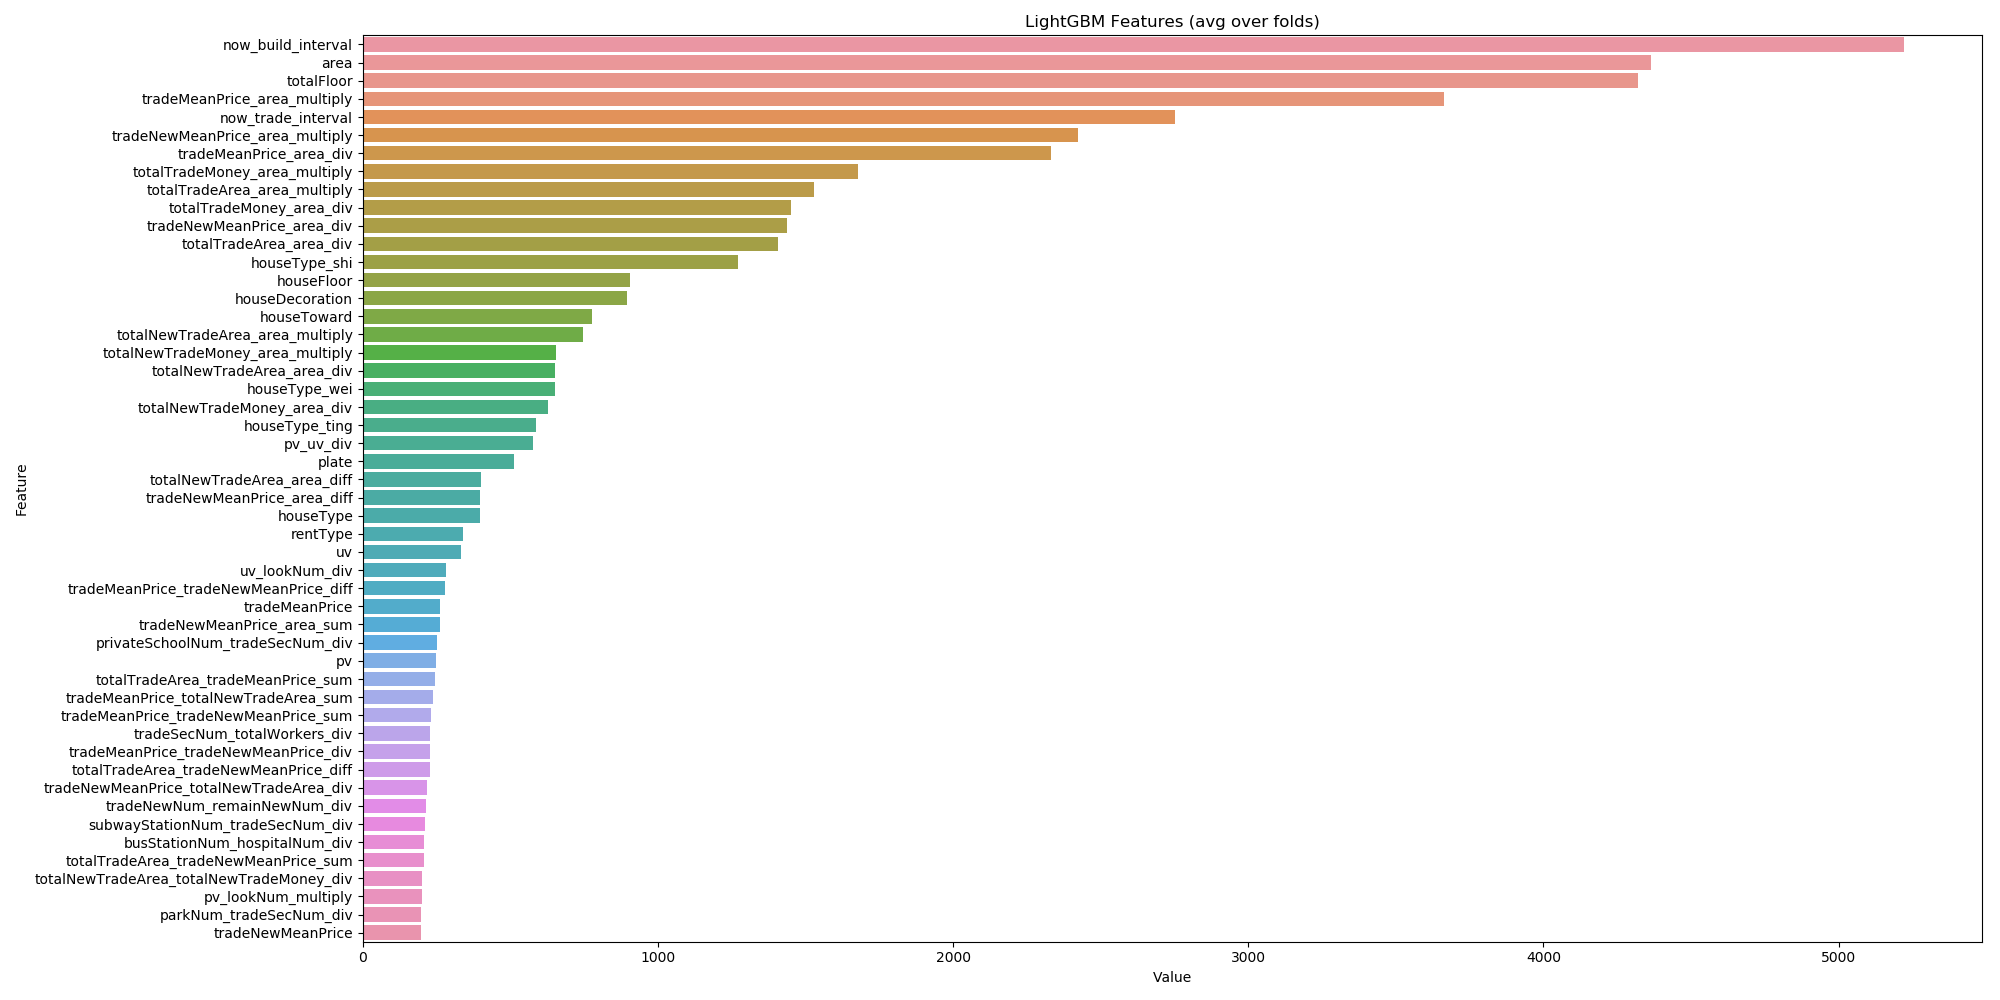 LightGBM Features (avg over folds)
now_build_interval
area
totalFloor
tradeMeanPrice_area_multiply
now_trade_interval
tradeNewMeanPrice_area_multiply
tradeMeanPrice_area_div
totalTradeMoney_area_multiply
totalTradeArea_area_multiply
totalTradeMoney_area_div
tradeNewMeanPrice_area_div
totalTradeArea_area_div
houseType_shi
houseFloor
houseDecoration
houseToward
totalNewTradeArea_area_multiply
totalNewTradeMoney_area_multiply
totalNewTradeArea_area_div
houseType_wei
totalNewTradeMoney_area_div
houseType_ting
pv_uv_div
plate
totalNewTradeArea_area_diff
tradeNewMeanPrice_area_diff
houseType
rentType
uv
uv_lookNum_div
tradeMeanPrice_tradeNewMeanPrice_diff
tradeMeanPrice
tradeNewMeanPrice_area_sum
privateSchoolNum_tradeSecNum_div
pv
totalTradeArea_tradeMeanPrice_sum
tradeMeanPrice_totalNewTradeArea_sum
tradeMeanPrice_tradeNewMeanPrice_sum
tradeSecNum_totalWorkers_div
tradeMeanPrice_tradeNewMeanPrice_div
totalTradeArea_tradeNewMeanPrice_diff
tradeNewMeanPrice_totalNewTradeArea_div
tradeNewNum_remainNewNum_div
subwayStationNum_tradeSecNum_div
busStationNum_hospitalNum_div
totalTradeArea_tradeNewMeanPrice_sum
totalNewTradeArea_totalNewTradeMoney_div
pv_lookNum_multiply
parkNum_tradeSecNum_div
tradeNewMeanPrice
Feature
0 1000 2000 3000 4000 5000
Value